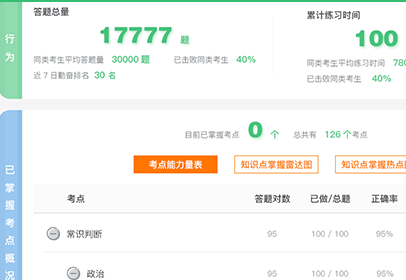 行为
答题总量
17777 题
同类考生平均答题量 30000 题 已击败同类考生 40%
近 7 日勤奋排名 30 名
累计练习时间
100
同类考生平均练习时间 780
已击败同类考生 40%
已掌握考点概况
目前已掌握考点 0 个 总共有 126 个考点
考点能力量表
知识点掌握雷达图
知识点掌握热点
考点 答题对数 已做/总题 正确率
常识判断 95 100 / 100 95%
政治 95 100 / 100 95%